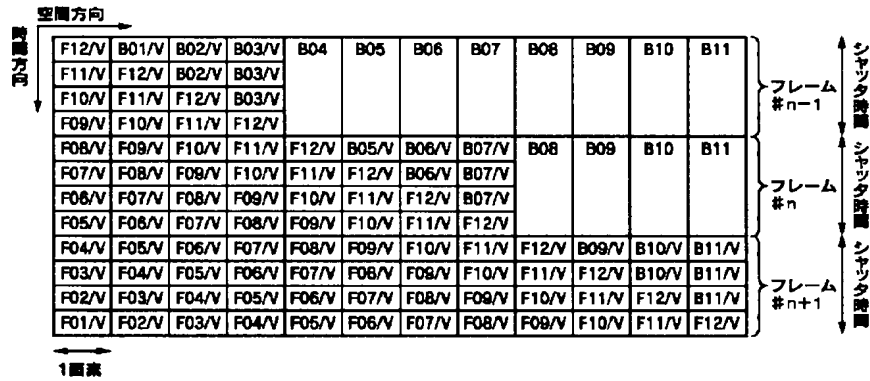 空間方向
時間方向
F12/V B01/V B02/V B03/V B04 B05 B06 B07 B08 B09 B10 B11
F11/V F12/V B02/V B03/V
F10/V F11/V F12/V B03/V
F09/V F10/V F11/V F12/V
フレーム
#n-1
シャッタ時間
F08/V F09/V F10/V F11/V F12/V B05/V B06/V B07/V B08 B09 B10 B11
F07/V F08/V F09/V F10/V F11/V F12/V B06/V B07/V
F06/V F07/V F08/V F09/V F10/V F11/V F12/V B07/V
F05/V F06/V F07/V F08/V F09/V F10/V F11/V F12/V
フレーム
#n
シャッタ時間
F04/V F05/V F06/V F07/V F08/V F09/V F10/V F11/V F12/V B09/V B10/V B11/V
F03/V F04/V F05/V F06/V F07/V F08/V F09/V F10/V F11/V F12/V B10/V B11/V
F02/V F03/V F04/V F05/V F06/V F07/V F08/V F09/V F10/V F11/V F12/V B11/V
F01/V F02/V F03/V F04/V F05/V F06/V F07/V F08/V F09/V F10/V F11/V F12/V
フレーム
#n+1
シャッタ時間
1画素